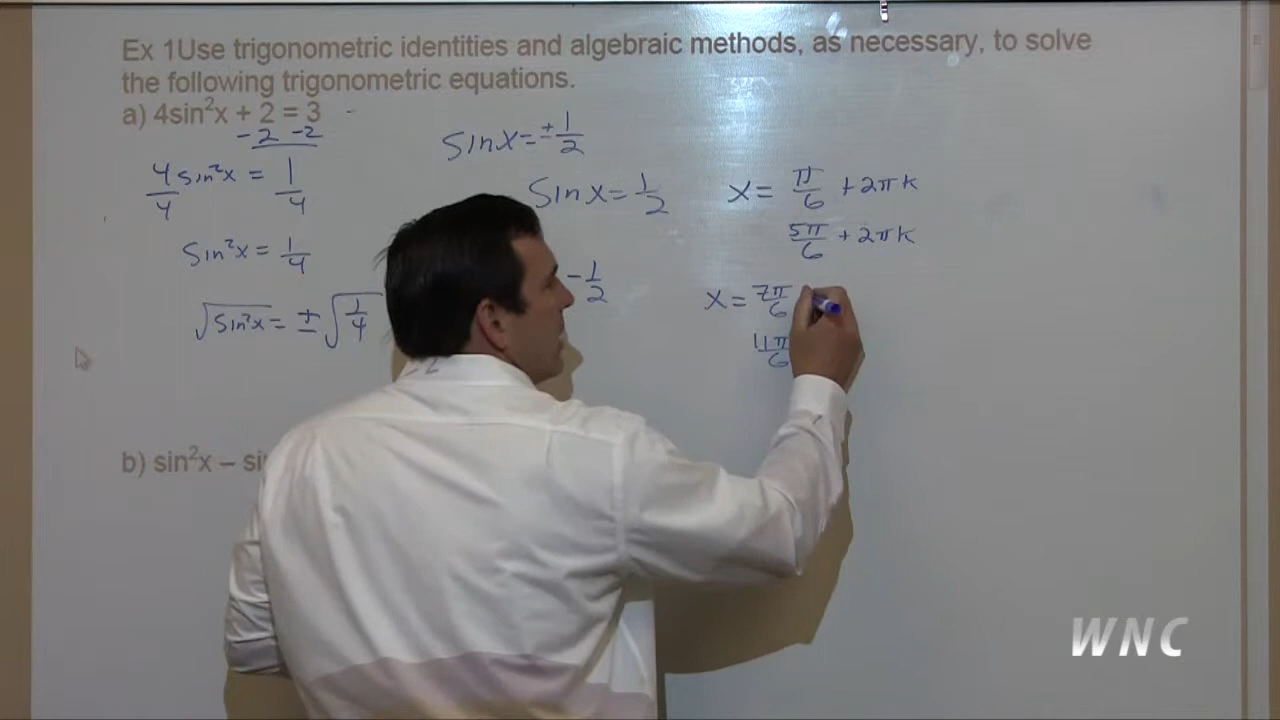 Ex 1Use trigonometric identities and algebraic methods, as necessary, to solve
the following trigonometric equations.
a) 4sin²x + 2 = 3
-2 -2
4sin²x/4 = 1/4
sin²x = 1/4
√sin²x = ± √1/4
sinx = ± 1/2
sinx = 1/2
-1/2
x = π/6 + 2πk
5π/6 + 2πk
x = 7π/6
11π/6
b) sin²x –
WNC